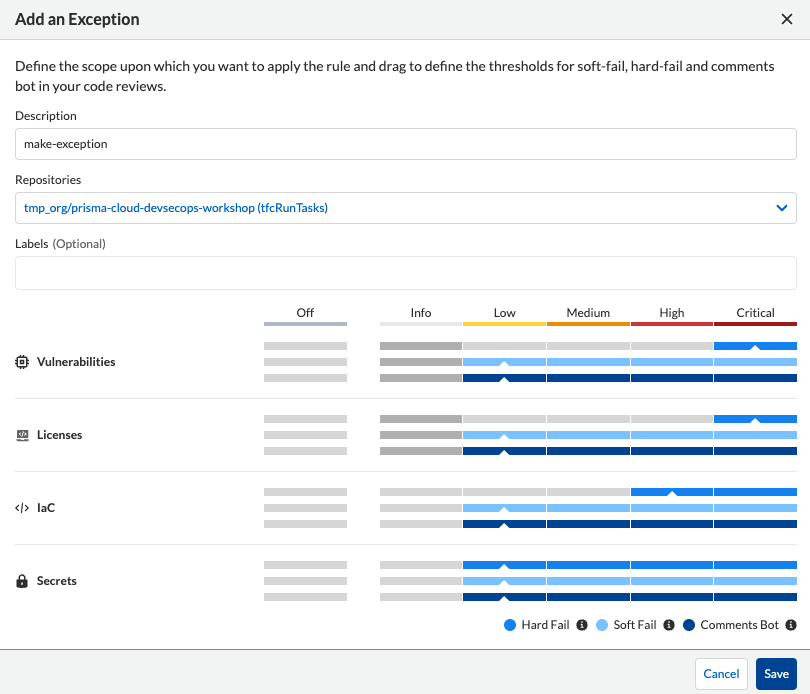 Add an Exception
Define the scope upon which you want to apply the rule and drag to define the thresholds for soft-fail, hard-fail and comments
bot in your code reviews.
Description
make-exception
Repositories
tmp_org/prisma-cloud-devsecops-workshop (tfcRunTasks)
Labels (Optional)
Off Info Low Medium High Critical
Vulnerabilities
Licenses
IaC
Secrets
Hard Fail Soft Fail Comments Bot
Cancel Save